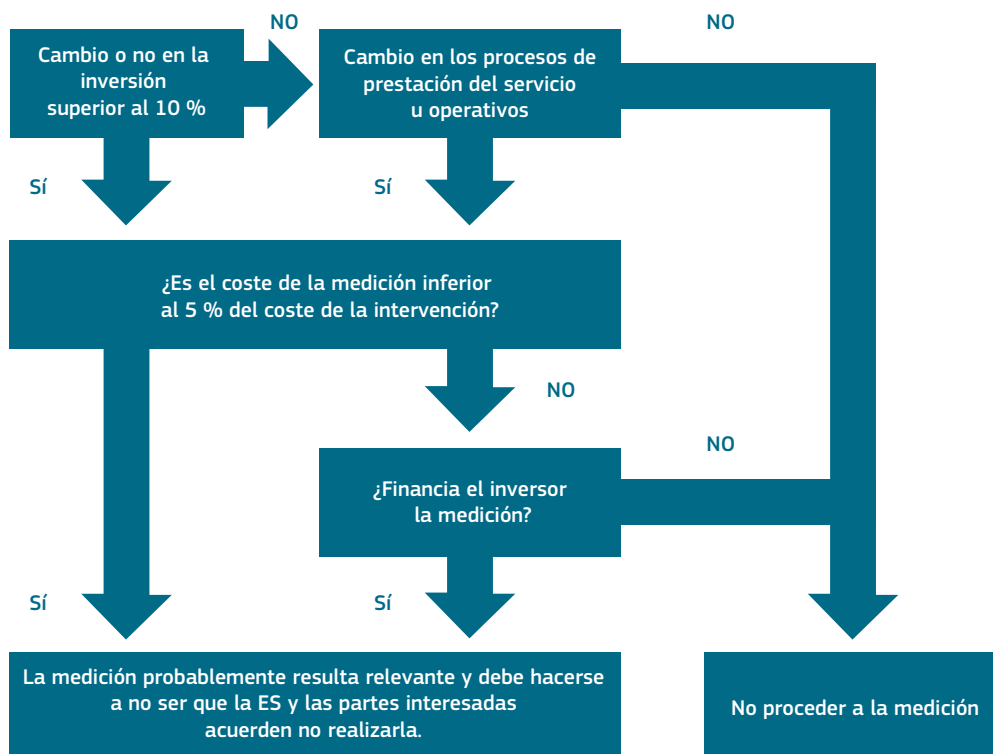 NO
NO
Cambio o no en la
inversión
superior al 10 %
Cambio en los procesos de
prestación del servicio
u operativos
Sí
Sí
¿Es el coste de la medición inferior
al 5 % del coste de la intervención?
NO
NO
¿Financia el inversor
la medición?
Sí
Sí
La medición probablemente resulta relevante y debe hacerse
a no ser que la ES y las partes interesadas
acuerden no realizarla.
No proceder a la medición